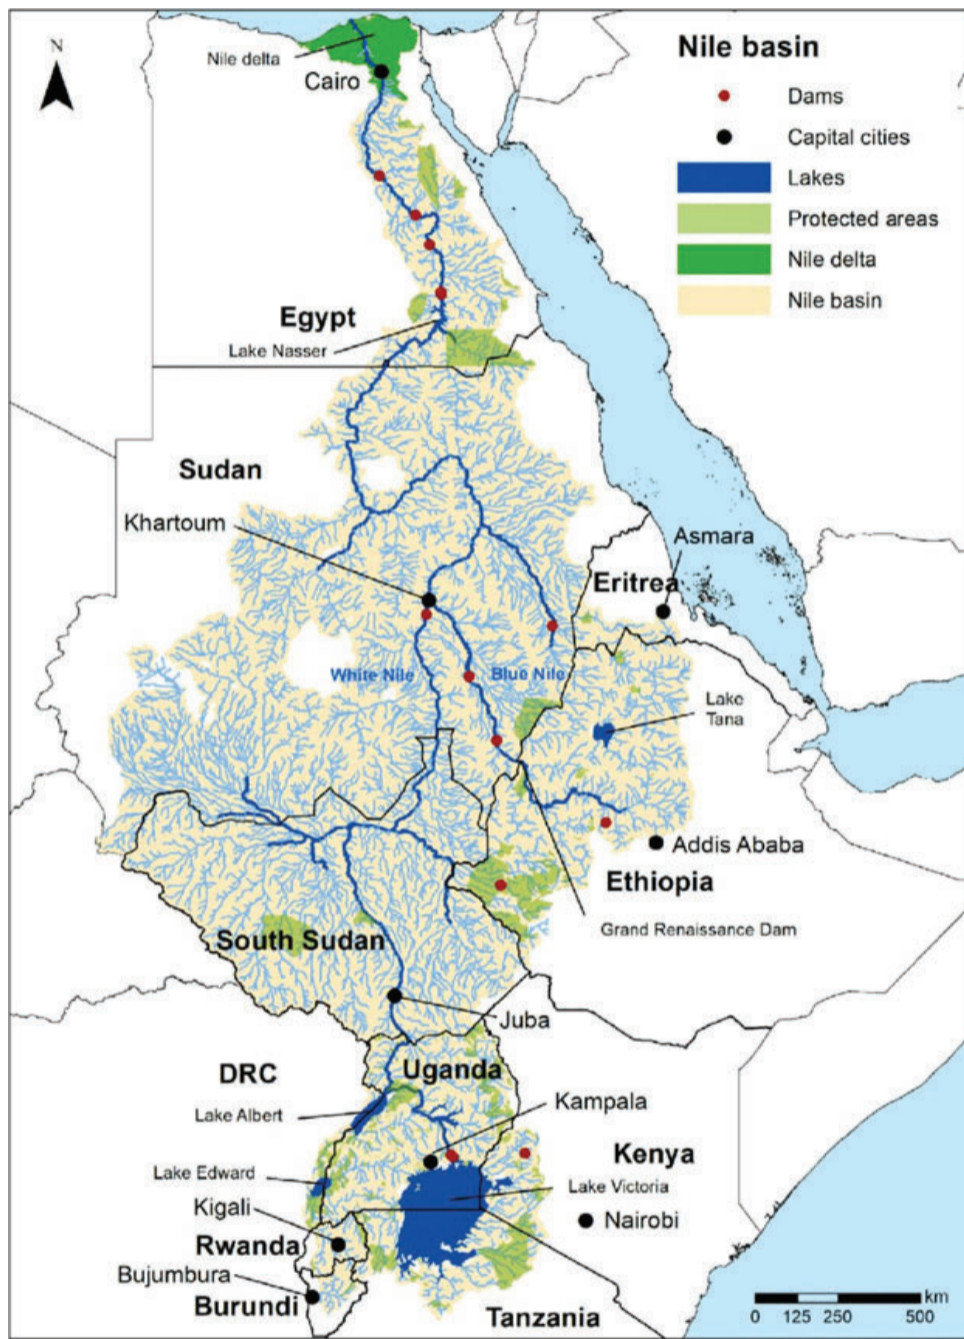 N
Nile delta
Cairo
Nile basin
Dams
Capital cities
Lakes
Protected areas
Nile delta
Nile basin
Egypt
Lake Nasser
Sudan
Khartoum
Asmara
Eritrea
White Nile
Blue Nile
Lake
Tana
Addis Ababa
Ethiopia
Grand Renaissance Dam
South Sudan
Juba
DRC
Uganda
Lake Albert
Kampala
Kenya
Lake Edward
Lake Victoria
Kigali
Nairobi
Rwanda
Bujumbura
Burundi
Tanzania
km
0 125 250 500